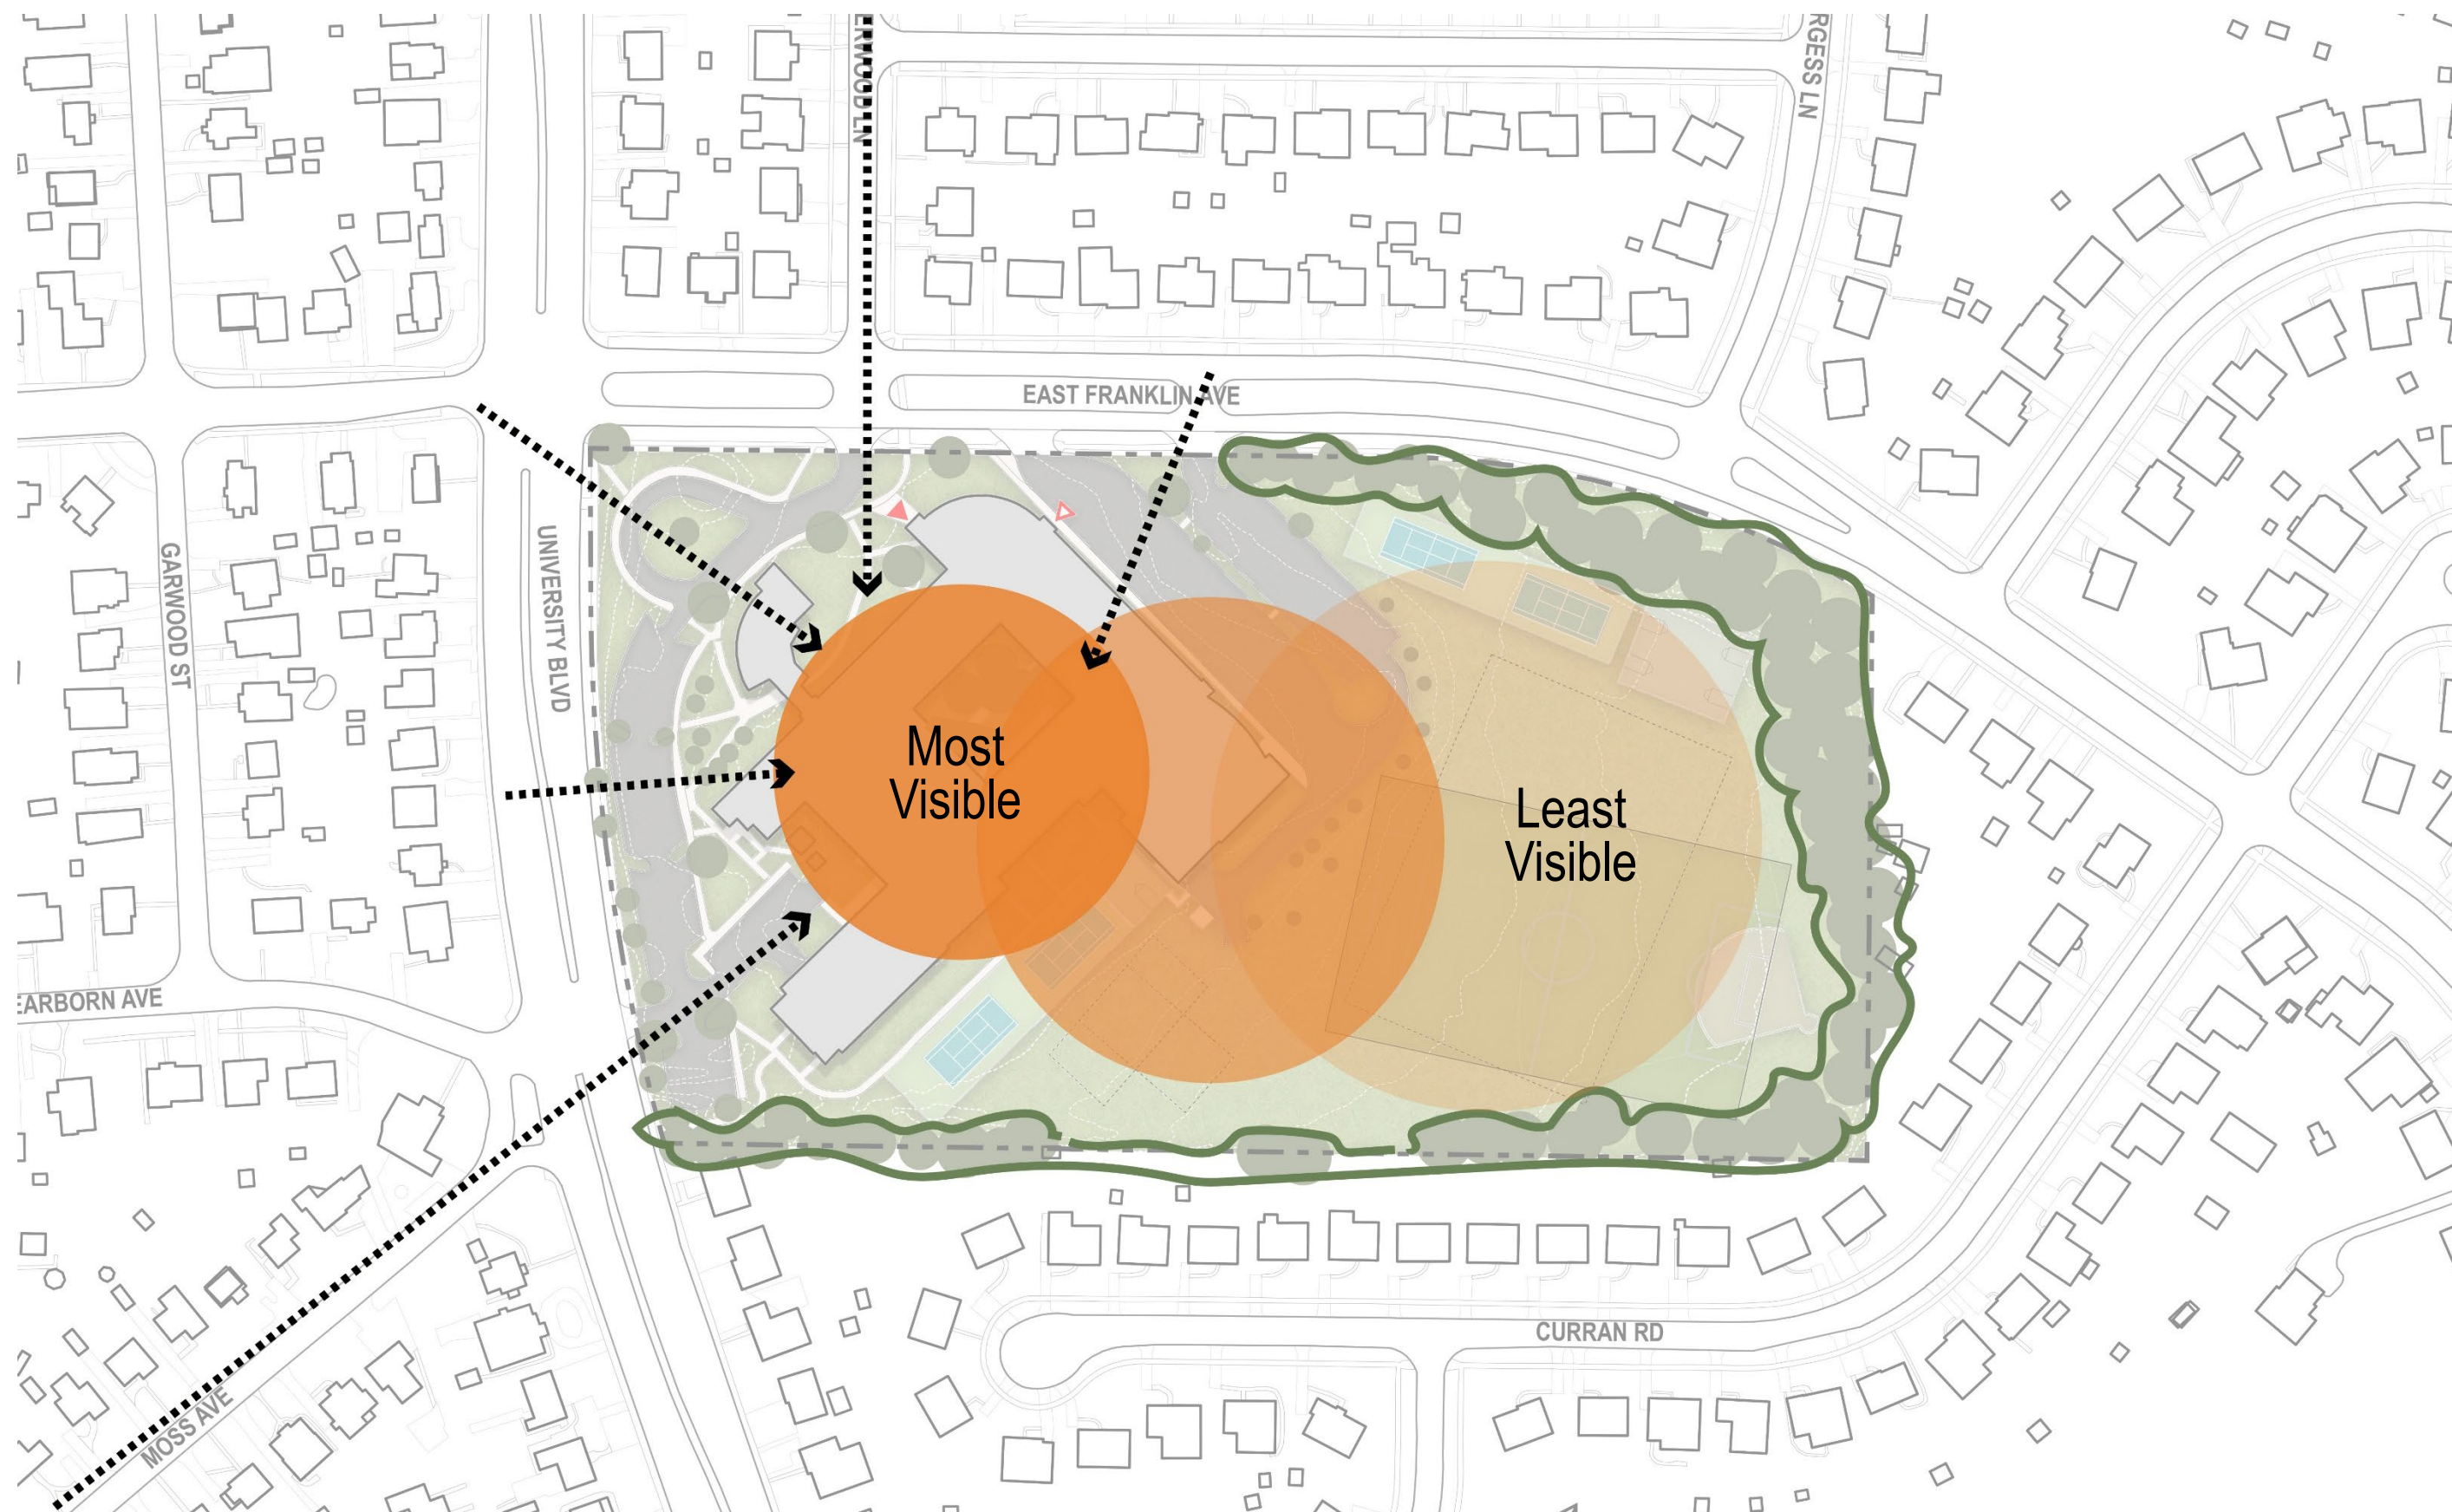 ERWOOD LN
RGESS LN
EAST FRANKLIN AVE
UNIVERSITY BLVD
GARWOOD ST
Most
Visible
Least
Visible
EARBORN AVE
CURRAN RD
MOSS AVE